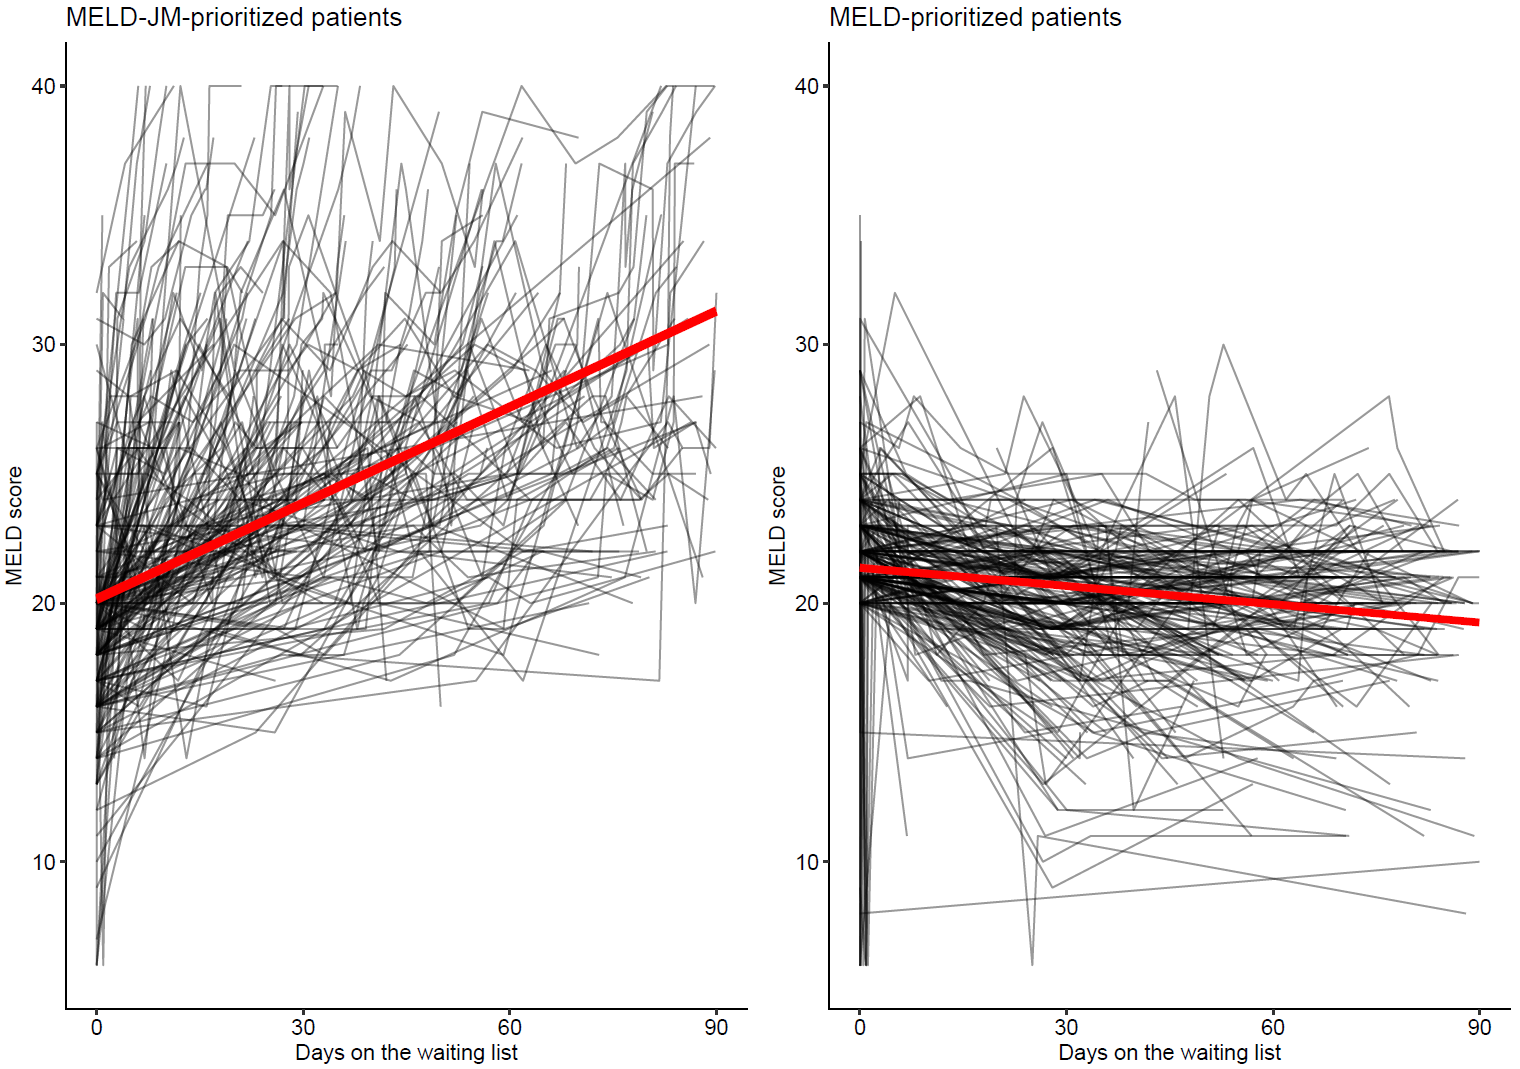 MELD-JM-prioritized patients
40
30
20
10
MELD score
0 30 60 90
Days on the waiting list
MELD-prioritized patients
40
30
20
10
MELD score
0 30 60 90
Days on the waiting list